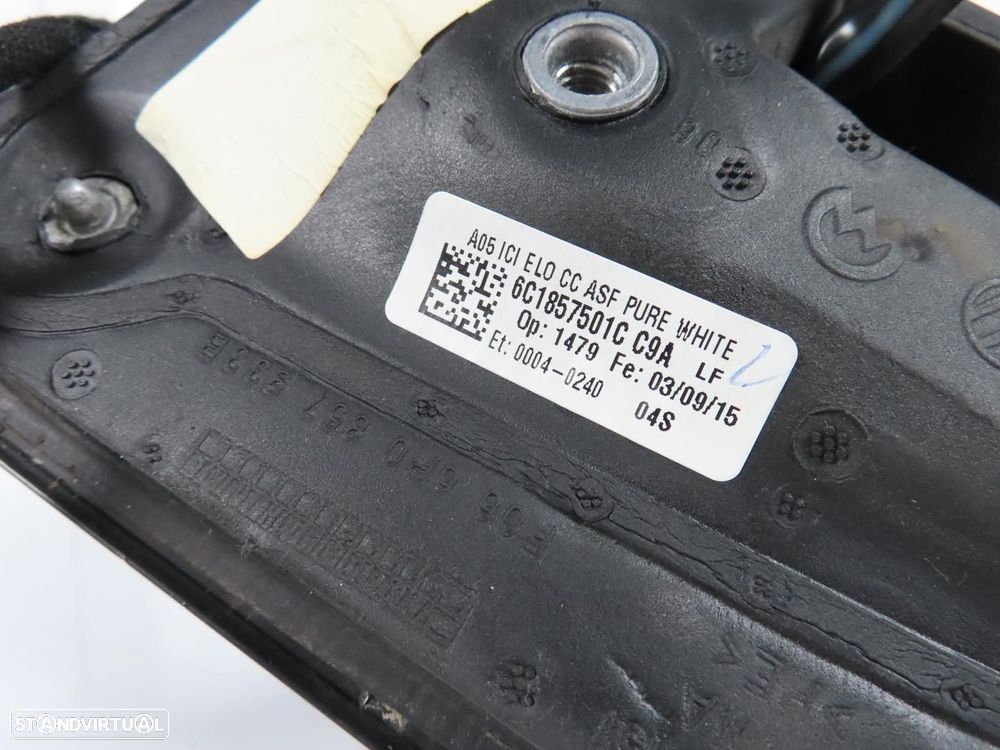 A05 ICI ELO CC ASF PURE WHITE
6C1857501C C9A LF
Op: 1479 Fe: 03/09/15
Et: 0004-0240 04S
90
STANDVIRTUAL